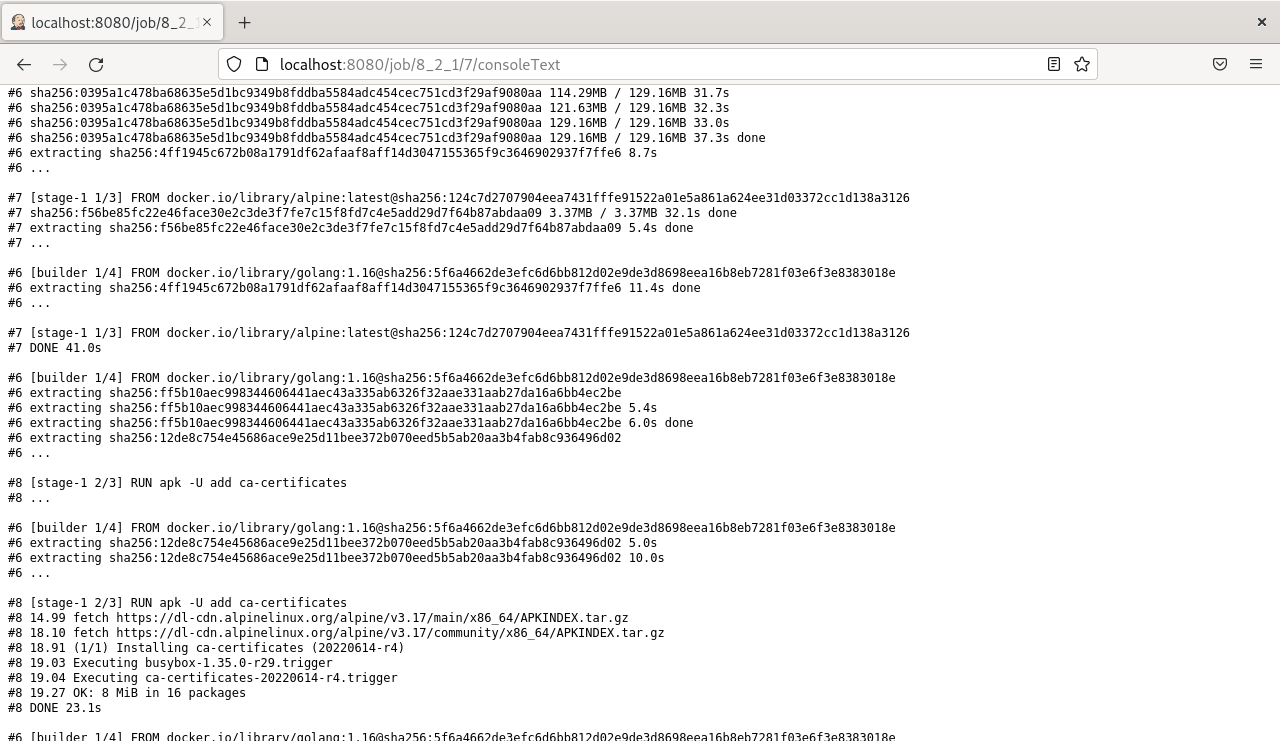 localhost:8080/job/8_2_1
localhost:8080/job/8_2_1/7/consoleText
#6 sha256:0395a1c478ba68635e5d1bc9349b8fddba5584adc454cec751cd3f29af9080aa 114.29MB / 129.16MB 31.7s
#6 sha256:0395a1c478ba68635e5d1bc9349b8fddba5584adc454cec751cd3f29af9080aa 121.63MB / 129.16MB 32.3s
#6 sha256:0395a1c478ba68635e5d1bc9349b8fddba5584adc454cec751cd3f29af9080aa 129.16MB / 129.16MB 33.0s
#6 sha256:0395a1c478ba68635e5d1bc9349b8fddba5584adc454cec751cd3f29af9080aa 129.16MB / 129.16MB 37.3s done
#6 extracting sha256:4ff1945c672b08a1791df62afaaf8aff14d3047155365f9c3646902937f7ffe6 8.7s
#6 ...
#7 [stage-1 1/3] FROM docker.io/library/alpine:latest@sha256:124c7d2707904eea7431fffe91522a01e5a861a624ee31d03372cc1d138a3126
#7 sha256:f56be85fc22e46face30e2c3de3f7fe7c15f8fd7c4e5add29d7f64b87abdaa09 3.37MB / 3.37MB 32.1s done
#7 extracting sha256:f56be85fc22e46face30e2c3de3f7fe7c15f8fd7c4e5add29d7f64b87abdaa09 5.4s done
#7 ...
#6 [builder 1/4] FROM docker.io/library/golang:1.16@sha256:5f6a4662de3efc6d6bb812d02e9de3d8698eeea16b8eb7281f03e6f3e8383018e
#6 extracting sha256:4ff1945c672b08a1791df62afaaf8aff14d3047155365f9c3646902937f7ffe6 11.4s done
#6 ...
#7 [stage-1 1/3] FROM docker.io/library/alpine:latest@sha256:124c7d2707904eea7431fffe91522a01e5a861a624ee31d03372cc1d138a3126
#7 DONE 41.0s
#6 [builder 1/4] FROM docker.io/library/golang:1.16@sha256:5f6a4662de3efc6d6bb812d02e9de3d8698eeea16b8eb7281f03e6f3e8383018e
#6 extracting sha256:ff5b10aec998344606441aec43a335ab6326f32aae331aab27da16a6bb4ec2be
#6 extracting sha256:ff5b10aec998344606441aec43a335ab6326f32aae331aab27da16a6bb4ec2be 5.4s
#6 extracting sha256:ff5b10aec998344606441aec43a335ab6326f32aae331aab27da16a6bb4ec2be 6.0s done
#6 extracting sha256:12de8c754e45686ace9e25d11bee372b070eed5b5ab20aa3b4fab8c936496d02
#6 ...
#8 [stage-1 2/3] RUN apk -U add ca-certificates
#8 ...
#6 [builder 1/4] FROM docker.io/library/golang:1.16@sha256:5f6a4662de3efc6d6bb812d02e9de3d8698eeea16b8eb7281f03e6f3e8383018e
#6 extracting sha256:12de8c754e45686ace9e25d11bee372b070eed5b5ab20aa3b4fab8c936496d02 5.0s
#6 extracting sha256:12de8c754e45686ace9e25d11bee372b070eed5b5ab20aa3b4fab8c936496d02 10.0s
#6 ...
#8 [stage-1 2/3] RUN apk -U add ca-certificates
#8 14.99 fetch https://dl-cdn.alpinelinux.org/alpine/v3.17/main/x86_64/APKINDEX.tar.gz
#8 18.10 fetch https://dl-cdn.alpinelinux.org/alpine/v3.17/community/x86_64/APKINDEX.tar.gz
#8 18.91 (1/1) Installing ca-certificates (20220614-r4)
#8 19.03 Executing busybox-1.35.0-r29.trigger
#8 19.04 Executing ca-certificates-20220614-r4.trigger
#8 19.27 OK: 8 MiB in 16 packages
#8 DONE 23.1s
#6 [builder 1/4] FROM docker.io/library/golang:1.16@sha256:5f6a4662de3efc6d6bb812d02e9de3d8698eeea16b8eb7281f03e6f3e8383018e